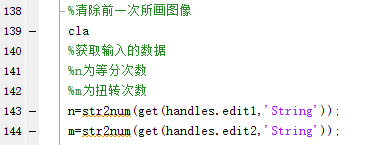 138 %清除前一次所画图像
139 cla
140 %获取输入的数据
141 %n为等分次数
142 %m为扭转次数
143 n=str2num(get(handles.edit1,'String'));
144 m=str2num(get(handles.edit2,'String'));